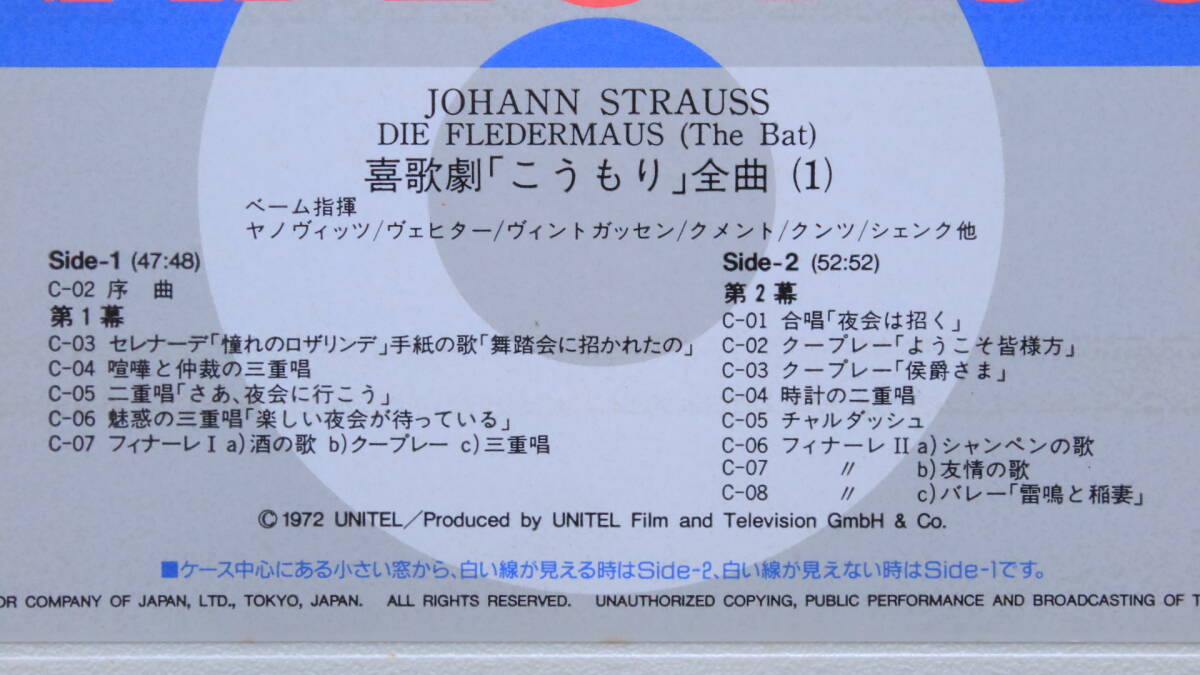 JOHANN STRAUSS
DIE FLEDERMAUS (The Bat)
喜歌劇「こうもり」全曲 (1)
ベーム指揮
ヤノヴィッツ/ヴェヒター/ヴィントガッセン/クメント/クンツ/シェンク他
Side-1 (47:48)
C-02 序 曲
第1幕
C-03 セレナーデ「憧れのロザリンデ」手紙の歌「舞踏会に招かれたの」
C-04 喧嘩と仲裁の三重唱
C-05 二重唱「さあ、夜会に行こう」
C-06 魅惑の三重唱「楽しい夜会が待っている」
C-07 フィナーレ I a)酒の歌 b)クープレー c)三重唱
Side-2 (52:52)
第2幕
C-01 合唱「夜会は招く」
C-02 クープレー「ようこそ皆様方」
C-03 クープレー「侯爵さま」
C-04 時計の二重唱
C-05 チャルダッシュ
C-06 フィナーレ II a)シャンペンの歌
C-07 〃 b)友情の歌
C-08 〃 c)バレー「雷鳴と稲妻」
© 1972 UNITEL/Produced by UNITEL Film and Television GmbH & Co.
■ケース中心にある小さい窓から、白い線が見える時はSide-2、白い線が見えない時はSide-1です。
OR COMPANY OF JAPAN, LTD., TOKYO, JAPAN. ALL RIGHTS RESERVED. UNAUTHORIZED COPYING, PUBLIC PERFORMANCE AND BROADCASTING OF T